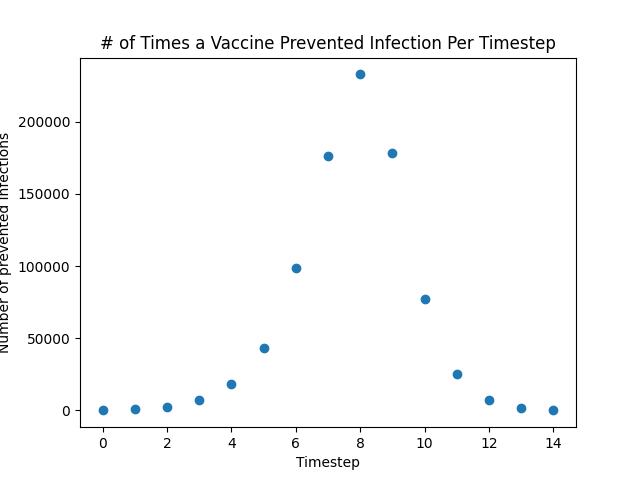 # of Times a Vaccine Prevented Infection Per Timestep
Number of prevented infections
200000
150000
100000
50000
0
0 2 4 6 8 10 12 14
Timestep